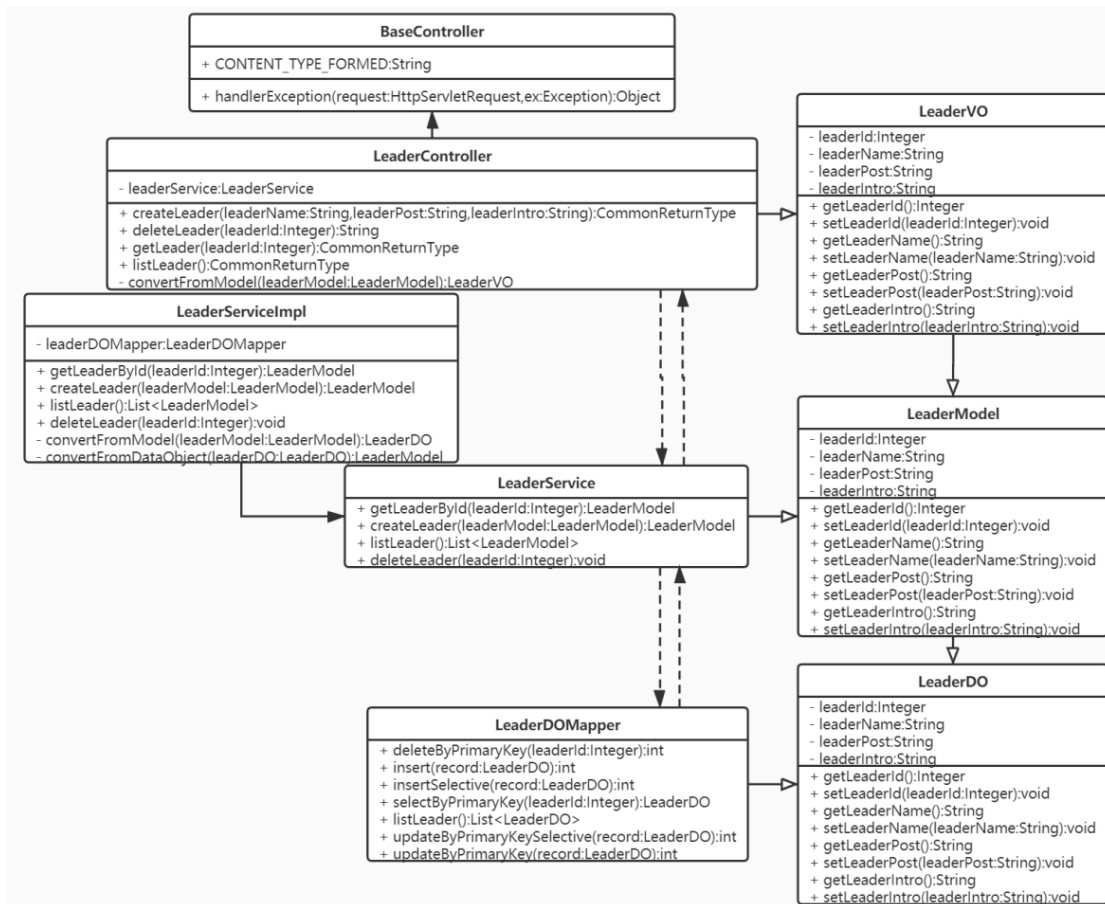 BaseController
+ CONTENT_TYPE_FORMED:String
+ handlerException(request:HttpServletRequest,ex:Exception):Object
LeaderController
- leaderService:LeaderService
+ createLeader(leaderName:String,leaderPost:String,leaderIntro:String):CommonReturnType
+ deleteLeader(leaderId:Integer):String
+ getLeader(leaderId:Integer):CommonReturnType
+ listLeader():CommonReturnType
- convertFromModel(leaderModel:LeaderModel):LeaderVO
LeaderVO
- leaderId:Integer
- leaderName:String
- leaderPost:String
- leaderIntro:String
+ getLeaderId():Integer
+ setLeaderId(leaderId:Integer):void
+ getLeaderName():String
+ setLeaderName(leaderName:String):void
+ getLeaderPost():String
+ setLeaderPost(leaderPost:String):void
+ getLeaderIntro():String
+ setLeaderIntro(leaderIntro:String):void
LeaderServiceImpl
- leaderDOMapper:LeaderDOMapper
+ getLeaderById(leaderId:Integer):LeaderModel
+ createLeader(leaderModel:LeaderModel):LeaderModel
+ listLeader():List<LeaderModel>
+ deleteLeader(leaderId:Integer):void
- convertFromModel(leaderModel:LeaderModel):LeaderDO
- convertFromDataObject(leaderDO:LeaderDO):LeaderModel
LeaderModel
- leaderId:Integer
- leaderName:String
- leaderPost:String
- leaderIntro:String
+ getLeaderId():Integer
+ setLeaderId(leaderId:Integer):void
+ getLeaderName():String
+ setLeaderName(leaderName:String):void
+ getLeaderPost():String
+ setLeaderPost(leaderPost:String):void
+ getLeaderIntro():String
+ setLeaderIntro(leaderIntro:String):void
LeaderService
+ getLeaderById(leaderId:Integer):LeaderModel
+ createLeader(leaderModel:LeaderModel):LeaderModel
+ listLeader():List<LeaderModel>
+ deleteLeader(leaderId:Integer):void
LeaderDOMapper
+ deleteByPrimaryKey(leaderId:Integer):int
+ insert(record:LeaderDO):int
+ insertSelective(record:LeaderDO):int
+ selectByPrimaryKey(leaderId:Integer):LeaderDO
+ listLeader():List<LeaderDO>
+ updateByPrimaryKeySelective(record:LeaderDO):int
+ updateByPrimaryKey(record:LeaderDO):int
LeaderDO
- leaderId:Integer
- leaderName:String
- leaderPost:String
- leaderIntro:String
+ getLeaderId():Integer
+ setLeaderId(leaderId:Integer):void
+ getLeaderName():String
+ setLeaderName(leaderName:String):void
+ getLeaderPost():String
+ setLeaderPost(leaderPost:String):void
+ getLeaderIntro():String
+ setLeaderIntro(leaderIntro:String):void